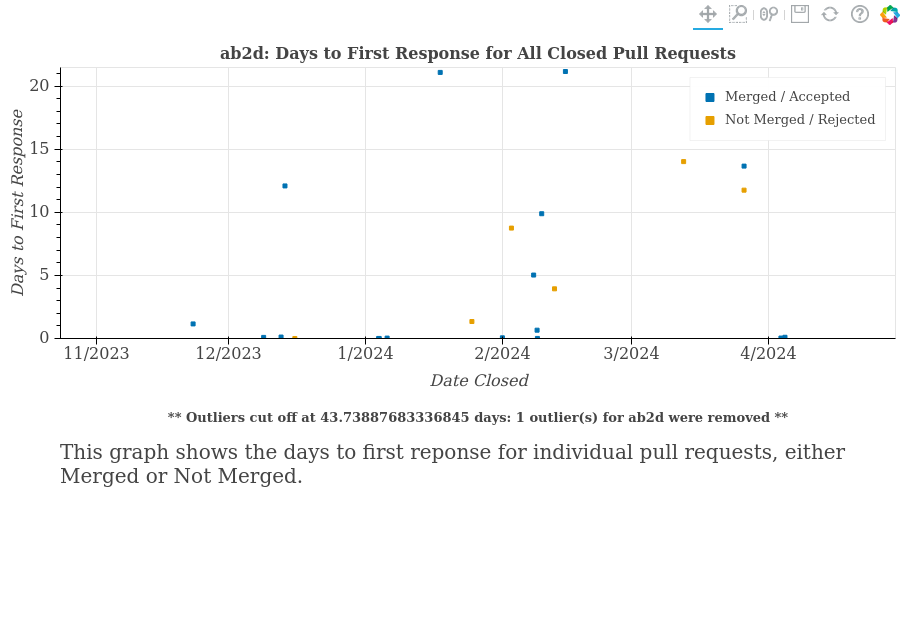 ab2d: Days to First Response for All Closed Pull Requests
Merged / Accepted
Not Merged / Rejected
Days to First Response
20
15
10
5
0
11/2023 12/2023 1/2024 2/2024 3/2024 4/2024
Date Closed
** Outliers cut off at 43.73887683336845 days: 1 outlier(s) for ab2d were removed **
This graph shows the days to first reponse for individual pull requests, either
Merged or Not Merged.